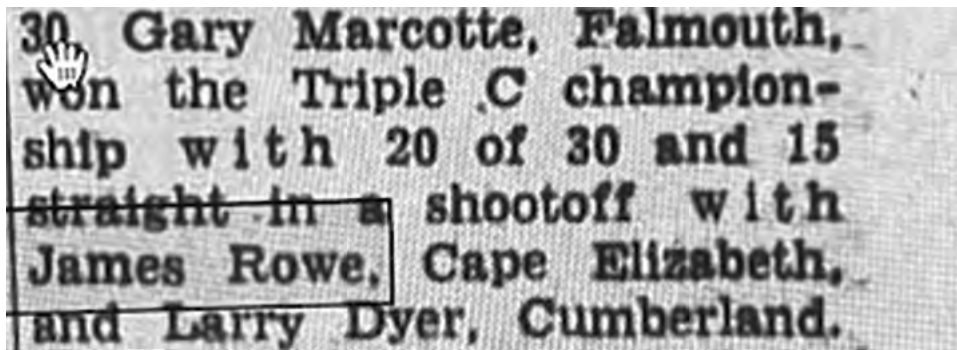 30. Gary Marcotte, Falmouth,
won the Triple C champion-
ship with 20 of 30 and 15
straight in a shootoff with
James Rowe, Cape Elizabeth,
and Larry Dyer, Cumberland.